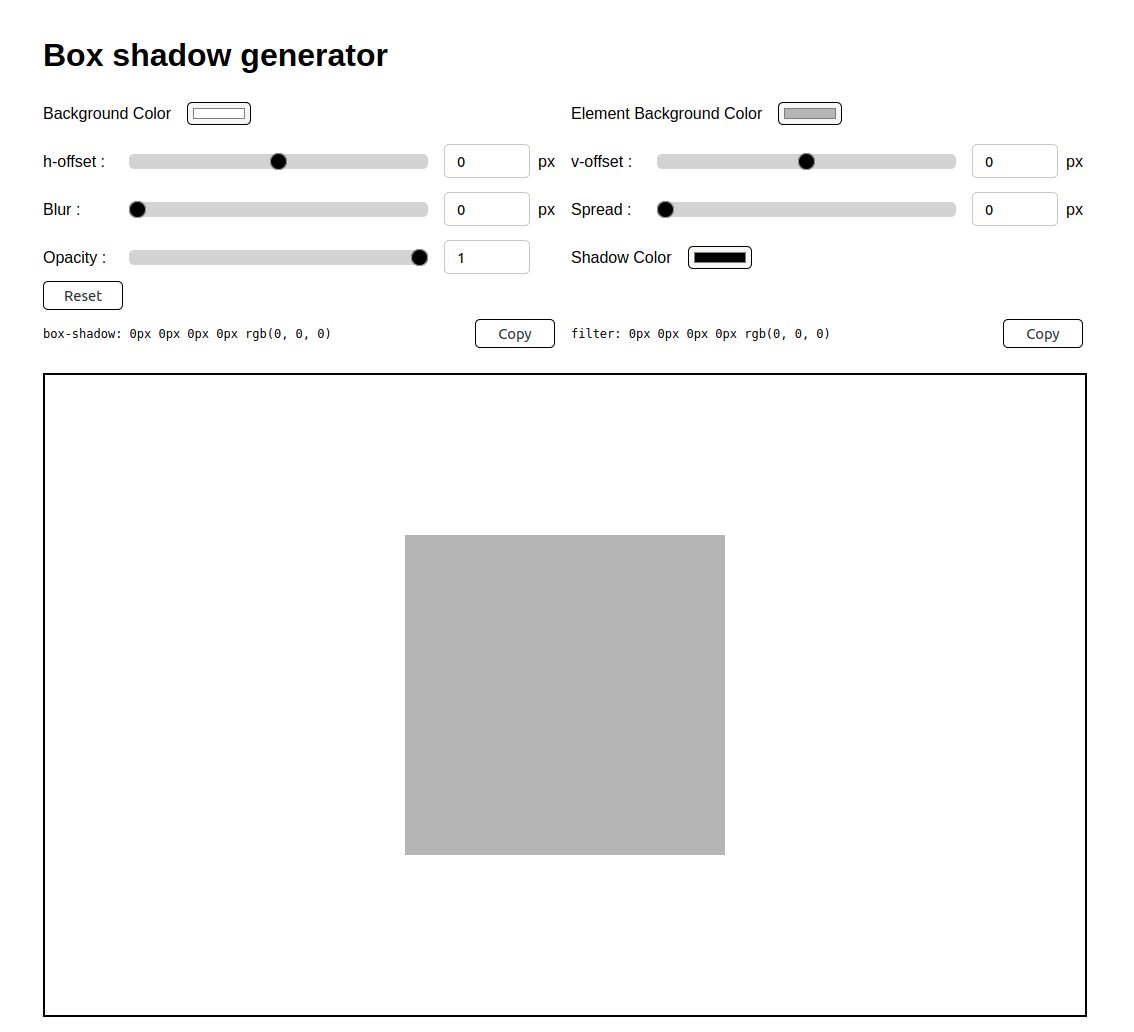 Box shadow generator
Background Color Element Background Color
h-offset : 0 px v-offset : 0 px
Blur : 0 px Spread : 0 px
Opacity : 1 Shadow Color
Reset
box-shadow: 0px 0px 0px 0px rgb(0, 0, 0) Copy filter: 0px 0px 0px 0px rgb(0, 0, 0) Copy